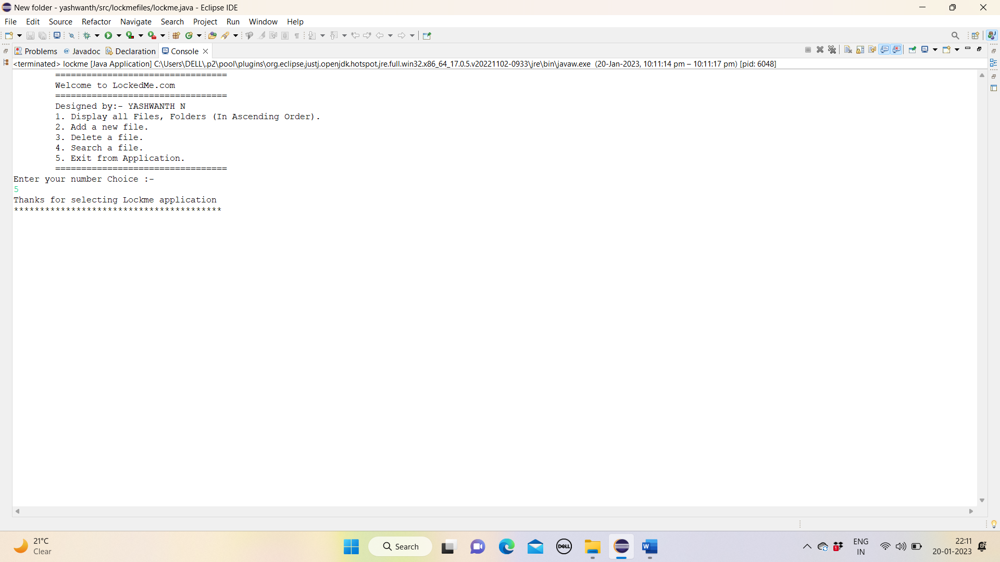 New folder - yashwanth/src/lockmefiles/lockme.java - Eclipse IDE
File Edit Source Refactor Navigate Search Project Run Window Help
Problems @ Javadoc Declaration Console
<terminated> lockme [Java Application] C:\Users\DELL\.p2\pool\plugins\org.eclipse.justj.openjdk.hotspot.jre.full.win32.x86_64_17.0.5.v20221102-0933\jre\bin\javaw.exe (20-Jan-2023, 10:11:14 pm – 10:11:17 pm) [pid: 6048]
=================================
Welcome to LockedMe.com
=================================
Designed by:- YASHWANTH N
1. Display all Files, Folders (In Ascending Order).
2. Add a new file.
3. Delete a file.
4. Search a file.
5. Exit from Application.
=================================
Enter your number Choice :-
5
Thanks for selecting Lockme application
****************************************
21°C
Clear
Search
DELL
W
1
ENG
IN
22:11
20-01-2023